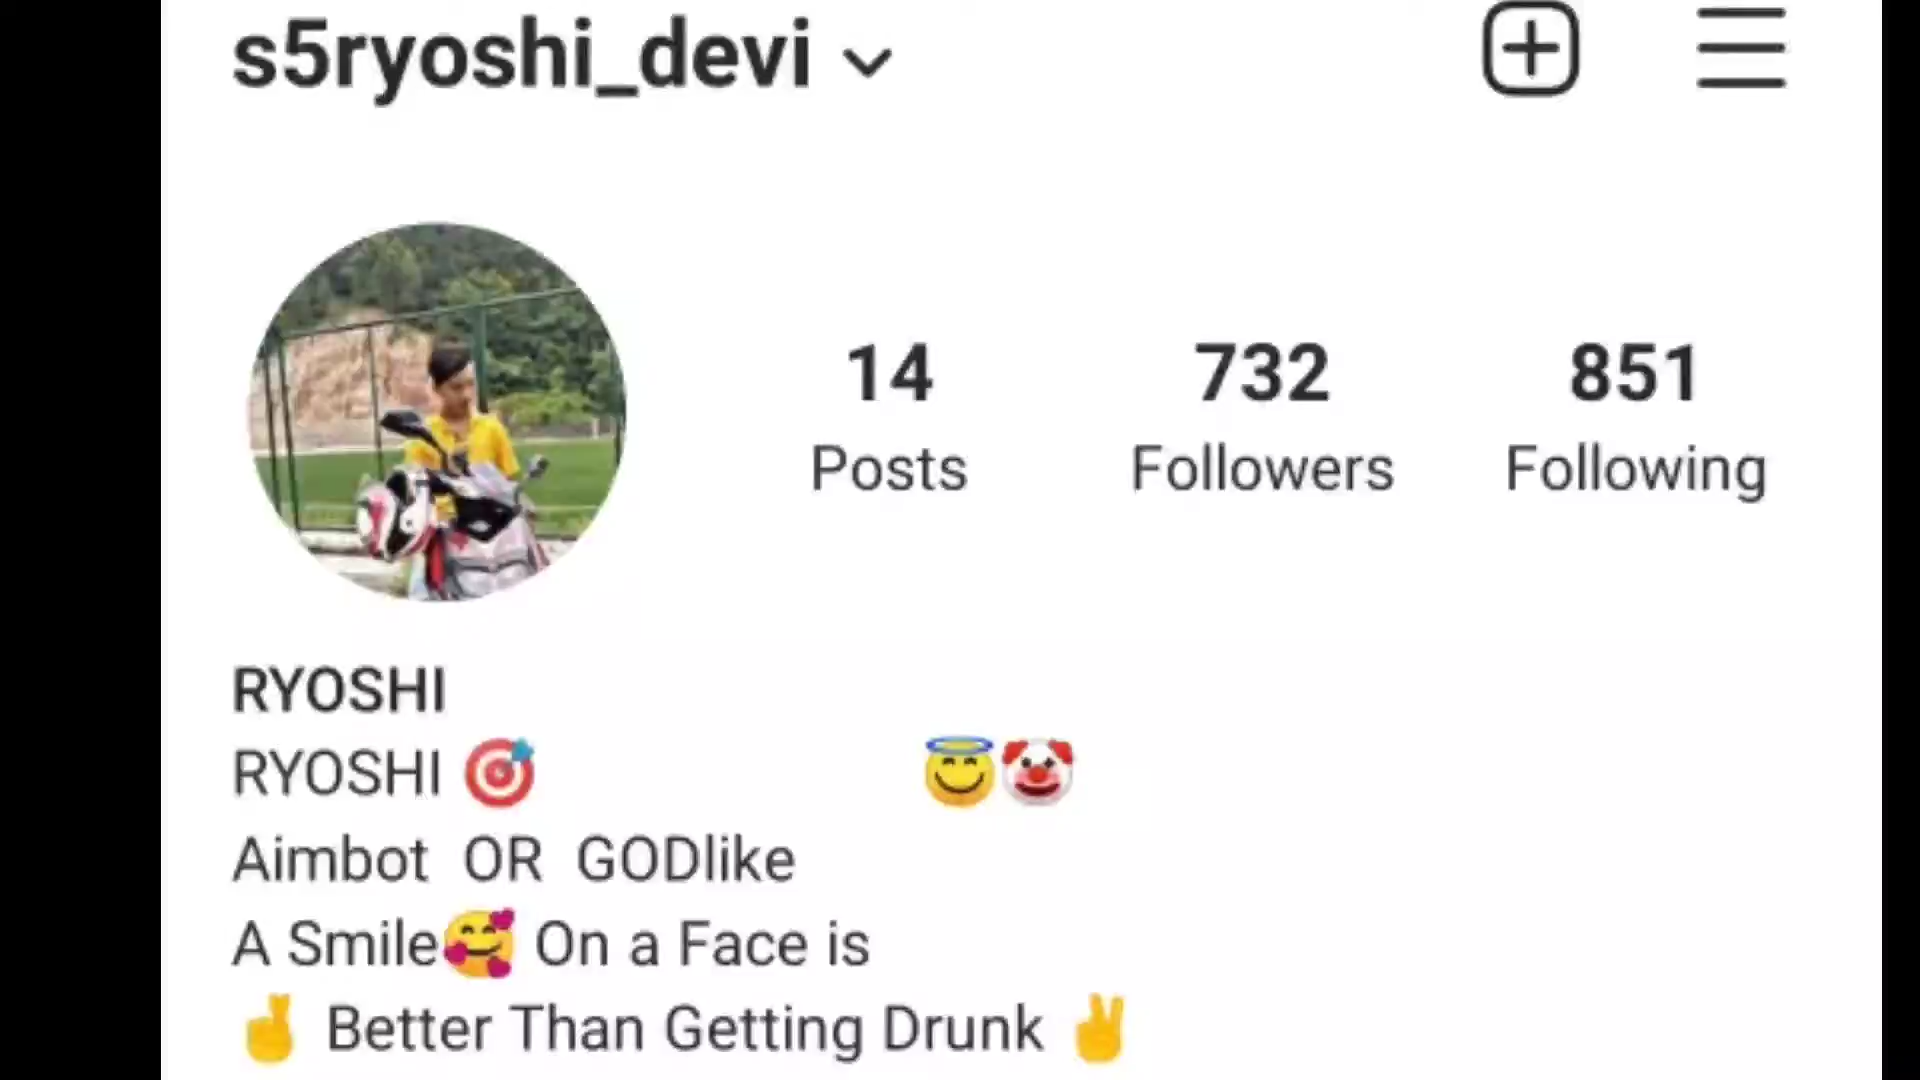 s5ryoshi_devi
14 732 851
Posts Followers Following
RYOSHI
RYOSHI 🎯 😇🤡
Aimbot OR GODlike
A Smile🥰 On a Face is
🤞 Better Than Getting Drunk ✌